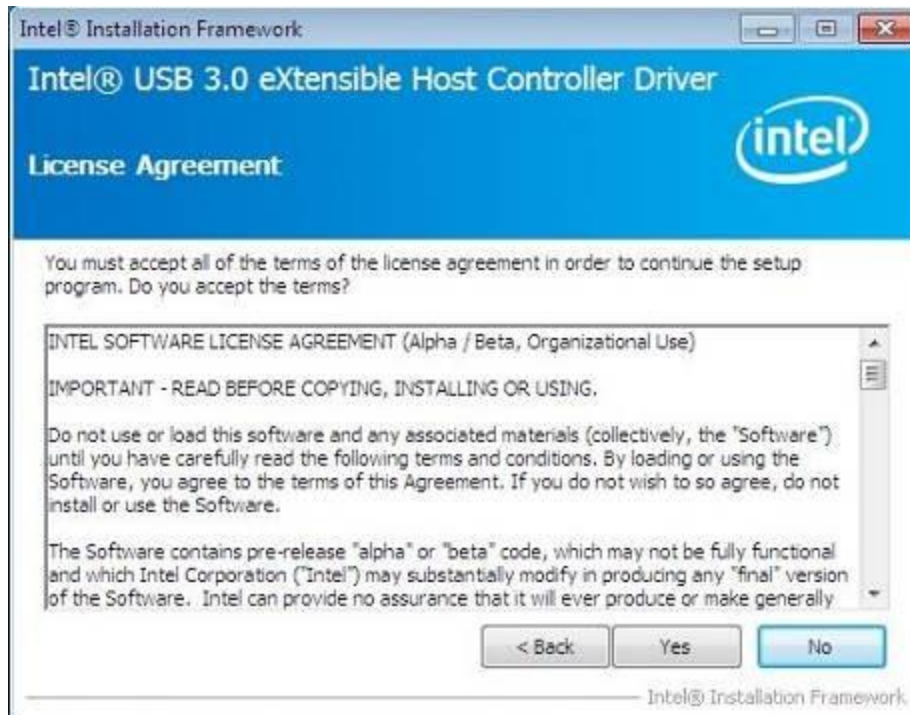 Intel® Installation Framework
Intel® USB 3.0 eXtensible Host Controller Driver
intel
License Agreement
You must accept all of the terms of the license agreement in order to continue the setup
program. Do you accept the terms?
INTEL SOFTWARE LICENSE AGREEMENT (Alpha / Beta, Organizational Use)
IMPORTANT - READ BEFORE COPYING, INSTALLING OR USING.
Do not use or load this software and any associated materials (collectively, the "Software")
until you have carefully read the following terms and conditions. By loading or using the
Software, you agree to the terms of this Agreement. If you do not wish to so agree, do not
install or use the Software.
The Software contains pre-release "alpha" or "beta" code, which may not be fully functional
and which Intel Corporation ("Intel") may substantially modify in producing any "final" version
of the Software.  Intel can provide no assurance that it will ever produce or make generally
< Back
Yes
No
Intel® Installation Framework